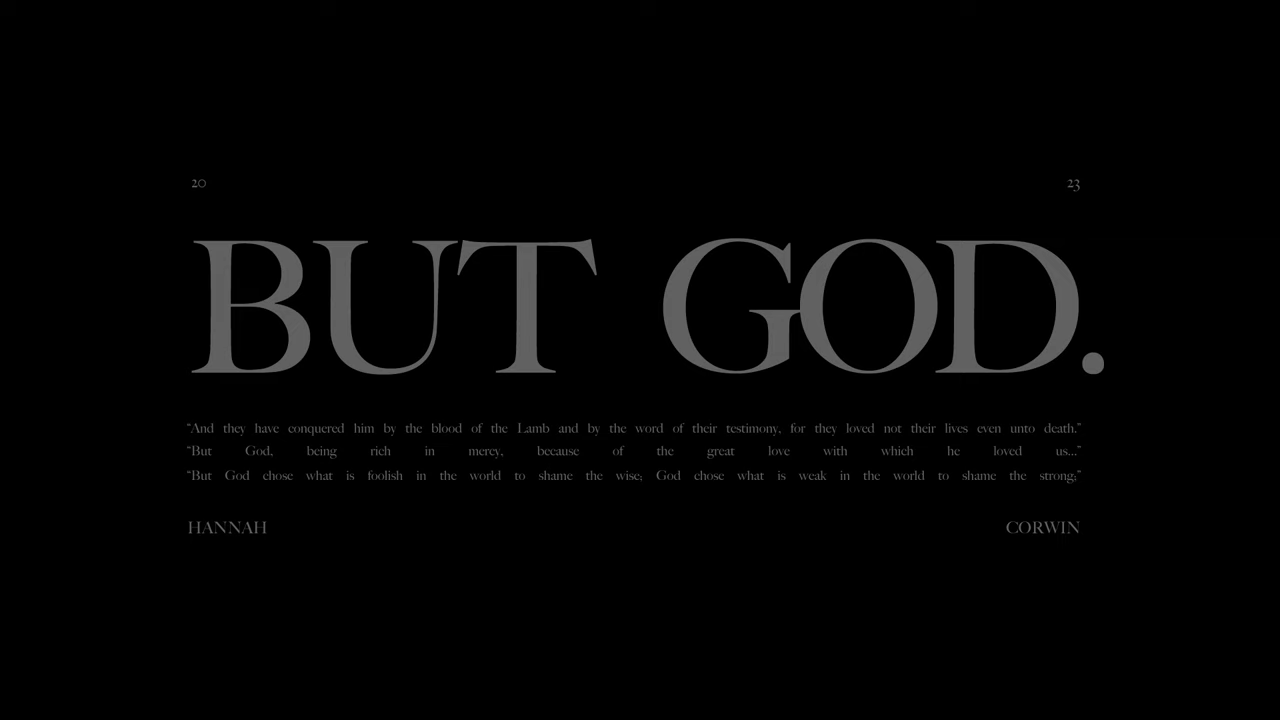 20 23
BUT GOD.
“And they have conquered him by the blood of the Lamb and by the word of their testimony, for they loved not their lives even unto death.”
“But God, being rich in mercy, because of the great love with which he loved us...”
“But God chose what is foolish in the world to shame the wise; God chose what is weak in the world to shame the strong;”
HANNAH CORWIN